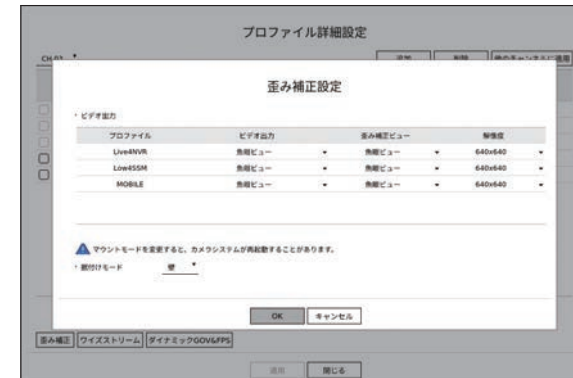 プロファイル詳細設定
CH 03
追加 削除 他のチャンネルに適用
歪み補正設定
・ビデオ出力
プロファイル ビデオ出力 歪み補正ビュー 解像度
Live4NVR 魚眼ビュー 魚眼ビュー 640x640
Low4SSM 魚眼ビュー 魚眼ビュー 640x640
MOBILE 魚眼ビュー 魚眼ビュー 640x640
マウントモードを変更すると、カメラシステムが再起動することがあります。
・据付けモード 壁
OK キャンセル
歪み補正 ワイズストリーム ダイナミックGOV&FPS
適用 閉じる